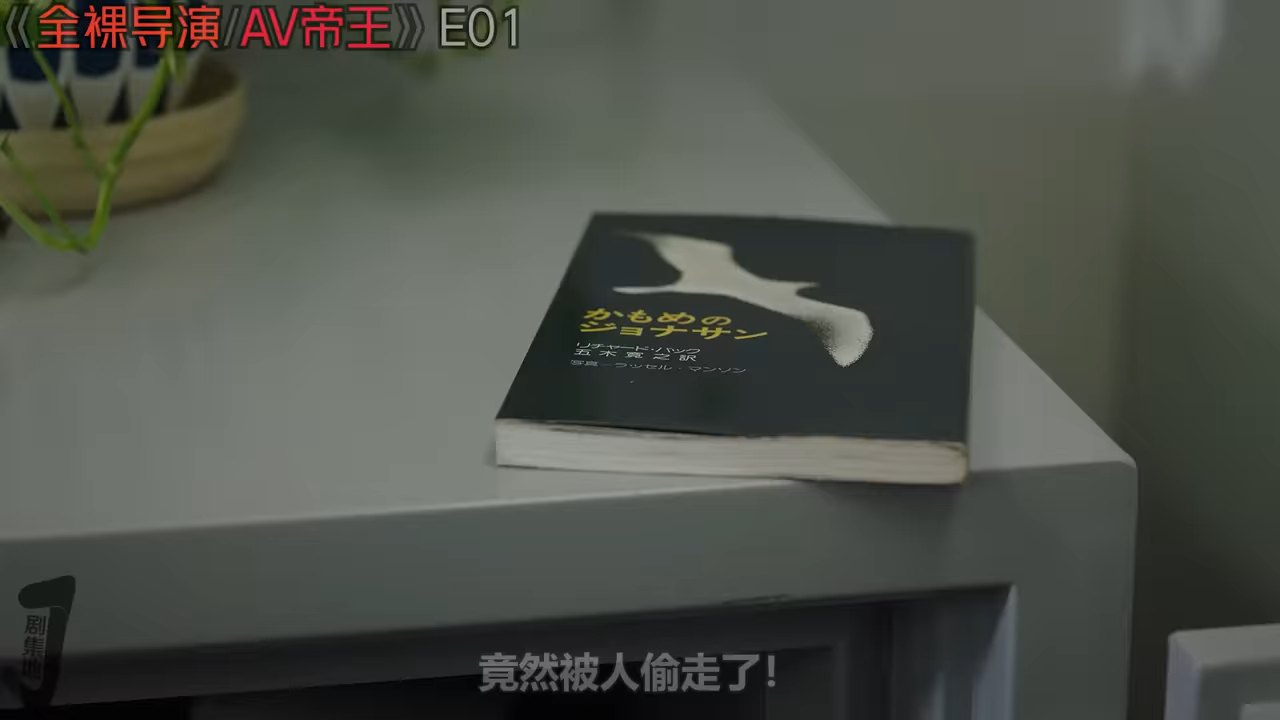 《全裸导演/AV帝王》E01
かもめの
ジョナサン
リチャード・バック
五木寛之訳
写真/ラッセル・マンソン
剧集地
竟然被人偷走了!